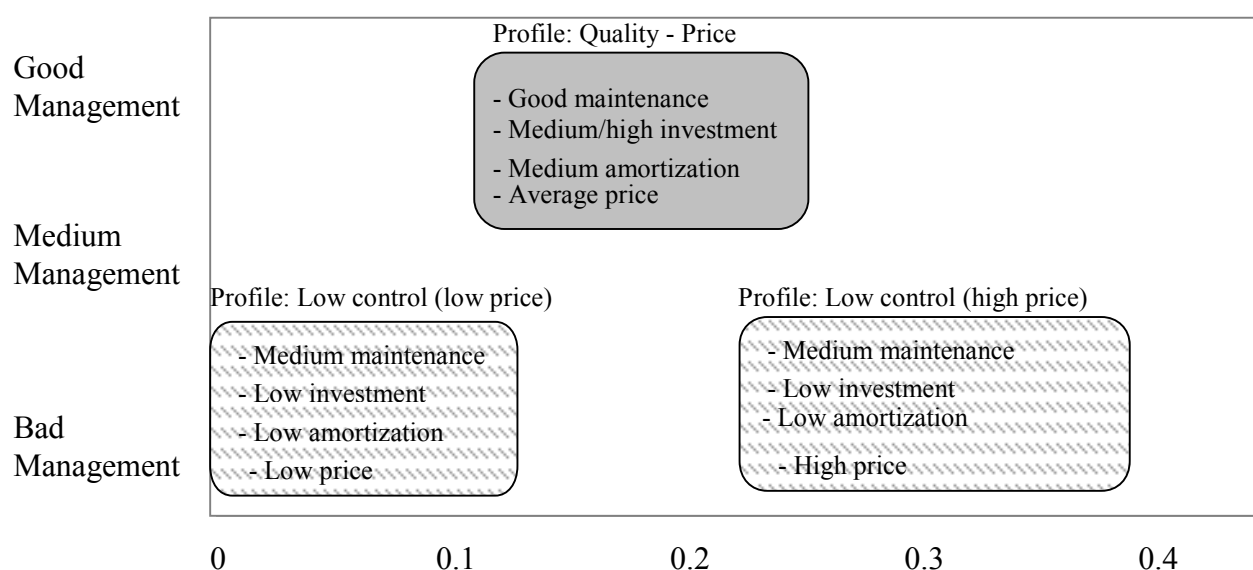 Profile: Quality - Price
Good
Management
- Good maintenance
- Medium/high investment
- Medium amortization
- Average price
Medium
Management
Profile: Low control (low price)
- Medium maintenance
- Low investment
- Low amortization
- Low price
Profile: Low control (high price)
- Medium maintenance
- Low investment
- Low amortization
- High price
Bad
Management
0 0.1 0.2 0.3 0.4